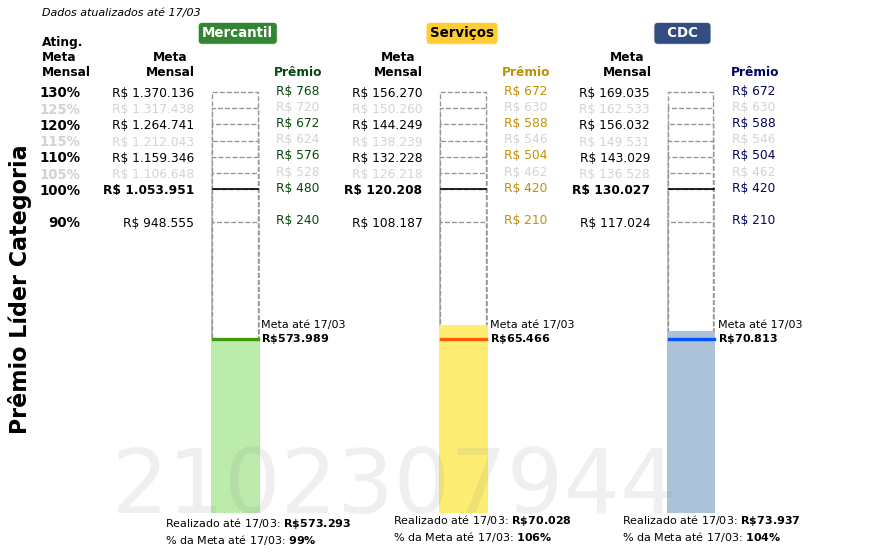 Dados atualizados até 17/03
Mercantil Serviços CDC
Ating. Meta Mensal Meta Mensal Prêmio Meta Mensal Prêmio Meta Mensal Prêmio
130% R$ 1.370.136 R$ 768 R$ 156.270 R$ 672 R$ 169.035 R$ 672
125% R$ 1.317.438 R$ 720 R$ 150.260 R$ 630 R$ 162.533 R$ 630
120% R$ 1.264.741 R$ 672 R$ 144.249 R$ 588 R$ 156.032 R$ 588
115% R$ 1.212.043 R$ 624 R$ 138.239 R$ 546 R$ 149.531 R$ 546
110% R$ 1.159.346 R$ 576 R$ 132.228 R$ 504 R$ 143.029 R$ 504
105% R$ 1.106.648 R$ 528 R$ 126.218 R$ 462 R$ 136.528 R$ 462
100% R$ 1.053.951 R$ 480 R$ 120.208 R$ 420 R$ 130.027 R$ 420
90% R$ 948.555 R$ 240 R$ 108.187 R$ 210 R$ 117.024 R$ 210
Prêmio Líder Categoria
Meta até 17/03 Meta até 17/03 Meta até 17/03
R$573.989 R$65.466 R$70.813
2102307944
Realizado até 17/03: R$573.293 Realizado até 17/03: R$70.028 Realizado até 17/03: R$73.937
% da Meta até 17/03: 99% % da Meta até 17/03: 106% % da Meta até 17/03: 104%